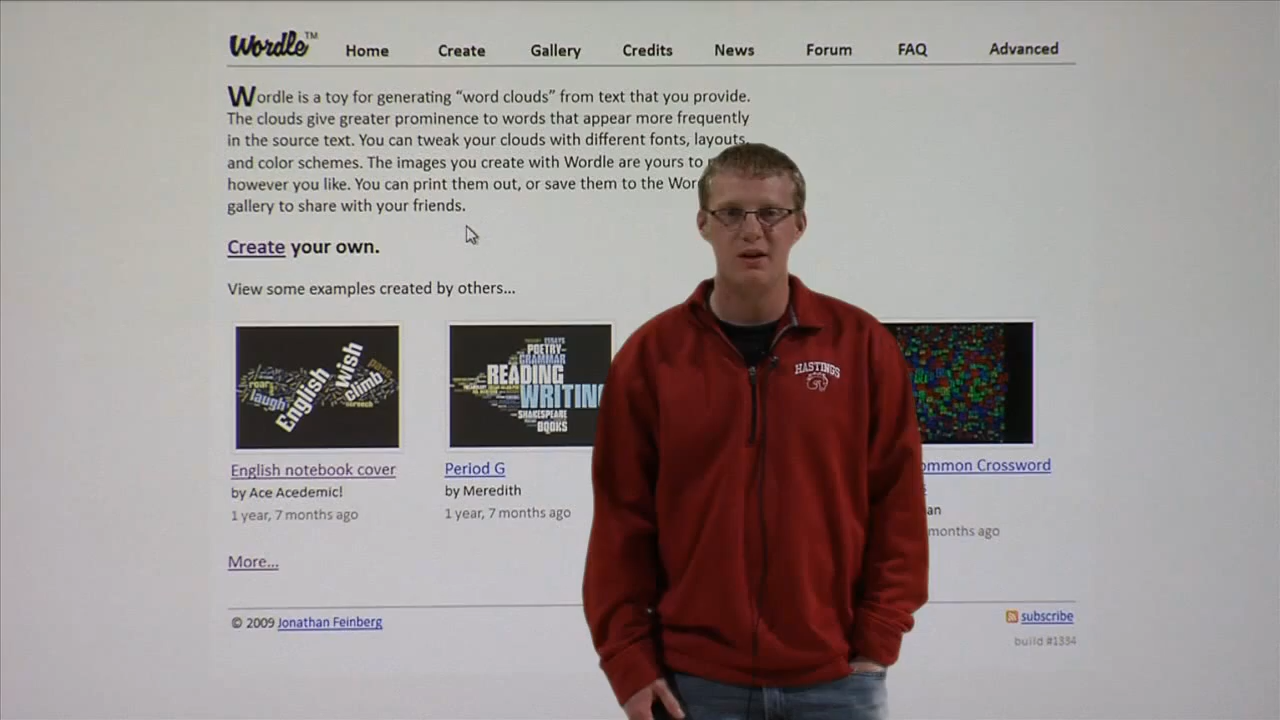 Wordle™ Home Create Gallery Credits News Forum FAQ Advanced
Wordle is a toy for generating “word clouds” from text that you provide.
The clouds give greater prominence to words that appear more frequently
in the source text. You can tweak your clouds with different fonts, layouts,
and color schemes. The images you create with Wordle are yours to
however you like. You can print them out, or save them to the
gallery to share with your friends.
Create your own.
View some examples created by others...
English wish climb laugh roar
ESSAYS
POETRY
GRAMMAR
READING
WRITING
SHAKESPEARE
BOOKS
HASTINGS
English notebook cover
by Ace Acedemic!
1 year, 7 months ago
Period G
by Meredith
1 year, 7 months ago
Crossword
months ago
More...
© 2009 Jonathan Feinberg
subscribe
build #1334